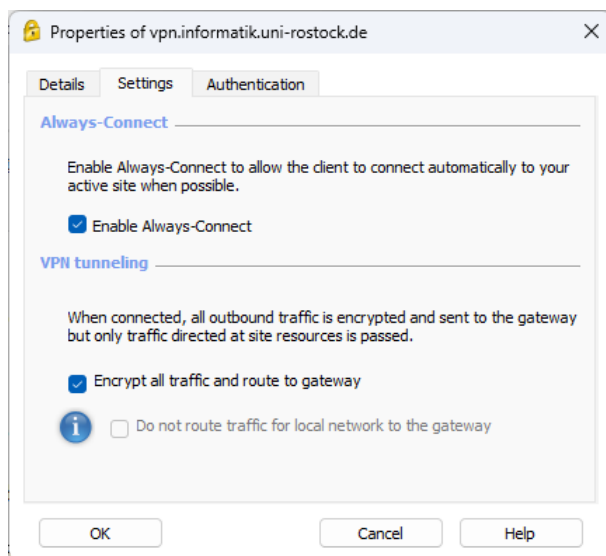 Properties of vpn.informatik.uni-rostock.de
Details Settings Authentication
Always-Connect
Enable Always-Connect to allow the client to connect automatically to your
active site when possible.
Enable Always-Connect
VPN tunneling
When connected, all outbound traffic is encrypted and sent to the gateway
but only traffic directed at site resources is passed.
Encrypt all traffic and route to gateway
Do not route traffic for local network to the gateway
OK Cancel Help